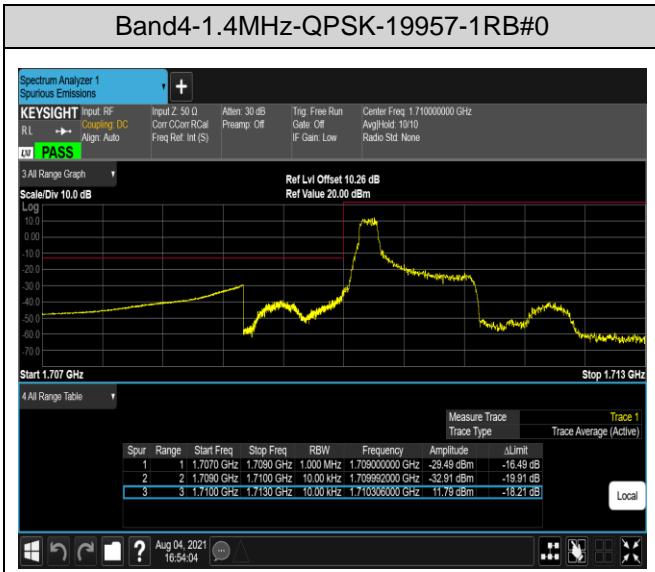 Band4-1.4MHz-QPSK-19957-1RB#0
Spectrum Analyzer 1
Spurious Emissions
KEYSIGHT
RL
PASS
Input: RF
Coupling: DC
Align: Auto
Input Z: 50 Ω
Corr CCorr RCal
Freq Ref: Int (S)
Atten: 30 dB
Preamp: Off
Trig: Free Run
Gate: Off
IF Gain: Low
Center Freq: 1.710000000 GHz
Avg|Hold: 10/10
Radio Std: None
3 All Range Graph
Scale/Div 10.0 dB
Ref Lvl Offset 10.26 dB
Ref Value 20.00 dBm
Log
10.0
0.00
-10.0
-20.0
-30.0
-40.0
-50.0
-60.0
-70.0
Start 1.707 GHz
Stop 1.713 GHz
4 All Range Table
Measure Trace Trace 1
Trace Type Trace Average (Active)
Spur Range Start Freq Stop Freq RBW Frequency Amplitude ΔLimit
1 1 1.7070 GHz 1.7090 GHz 1.000 MHz 1.709000000 GHz -29.49 dBm -16.49 dB
2 2 1.7090 GHz 1.7100 GHz 10.00 kHz 1.709992000 GHz -32.91 dBm -19.91 dB
3 3 1.7100 GHz 1.7130 GHz 10.00 kHz 1.710306000 GHz 11.79 dBm -18.21 dB
Local
?
Aug 04, 2021
16:54:04